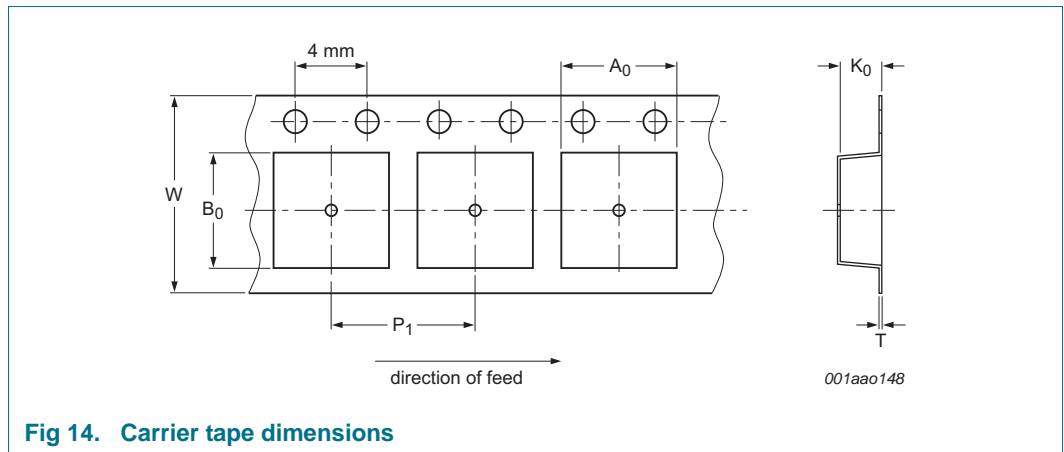 4 mm
A0
K0
W
B0
P1
T
direction of feed
001aao148
Fig 14. Carrier tape dimensions